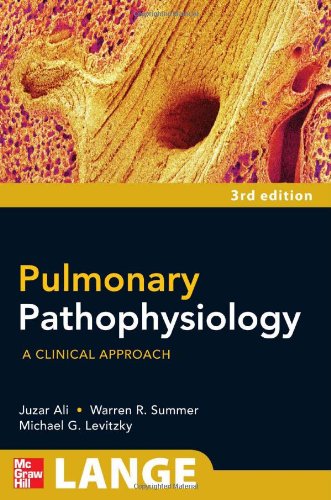 3rd edition
Pulmonary
Pathophysiology
A CLINICAL APPROACH
Juzar Ali • Warren R. Summer
Michael G. Levitzky
Mc
Graw
Hill
LANGE